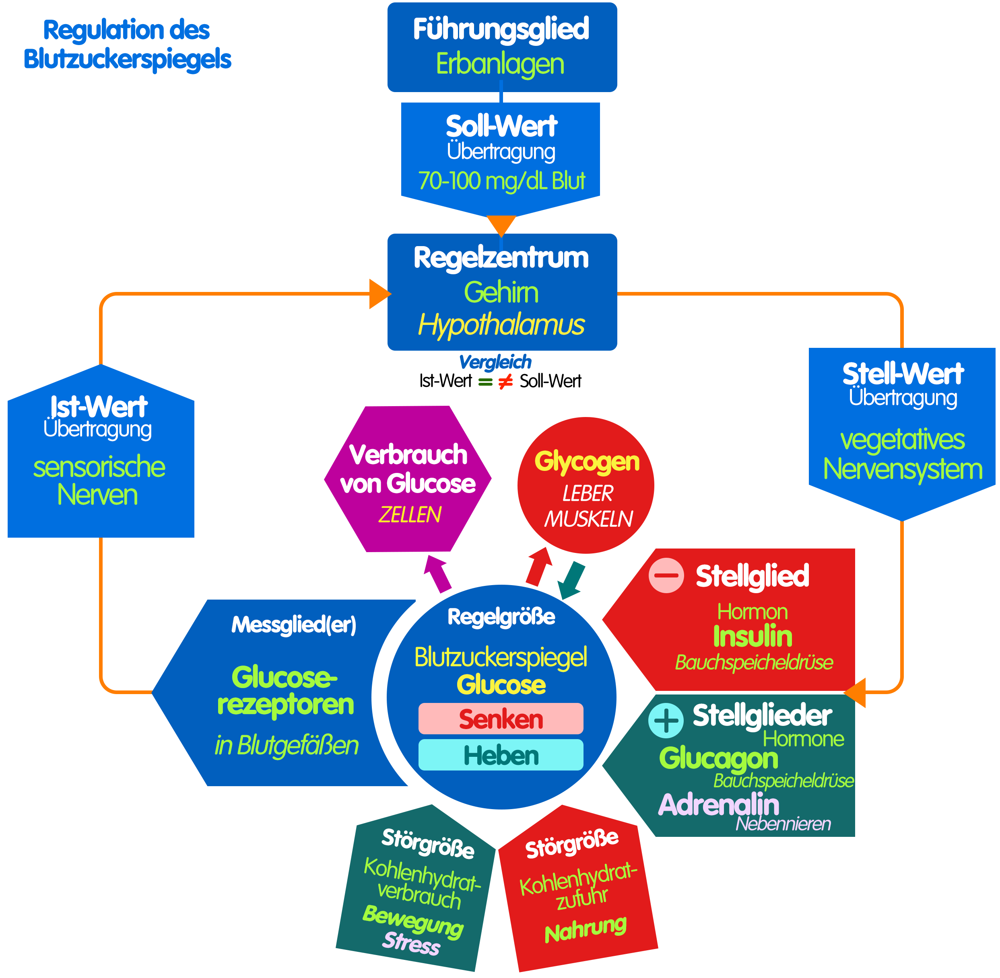 Regulation des
Blutzuckerspiegels
Führungsglied
Erbanlagen
Soll-Wert
Übertragung
70-100 mg/dL Blut
Regelzentrum
Gehirn
Hypothalamus
Vergleich
Ist-Wert = ≠ Soll-Wert
Ist-Wert
Übertragung
sensorische
Nerven
Stell-Wert
Übertragung
vegetatives
Nervensystem
Verbrauch
von Glucose
ZELLEN
Glycogen
LEBER
MUSKELN
Messglied(er)
Glucose-
rezeptoren
in Blutgefäßen
Regelgröße
Blutzuckerspiegel
Glucose
Senken
Heben
− Stellglied
Hormon
Insulin
Bauchspeicheldrüse
+ Stellglieder
Hormone
Glucagon
Bauchspeicheldrüse
Adrenalin
Nebennieren
Störgröße
Kohlenhydrat-
verbrauch
Bewegung
Stress
Störgröße
Kohlenhydrat-
zufuhr
Nahrung